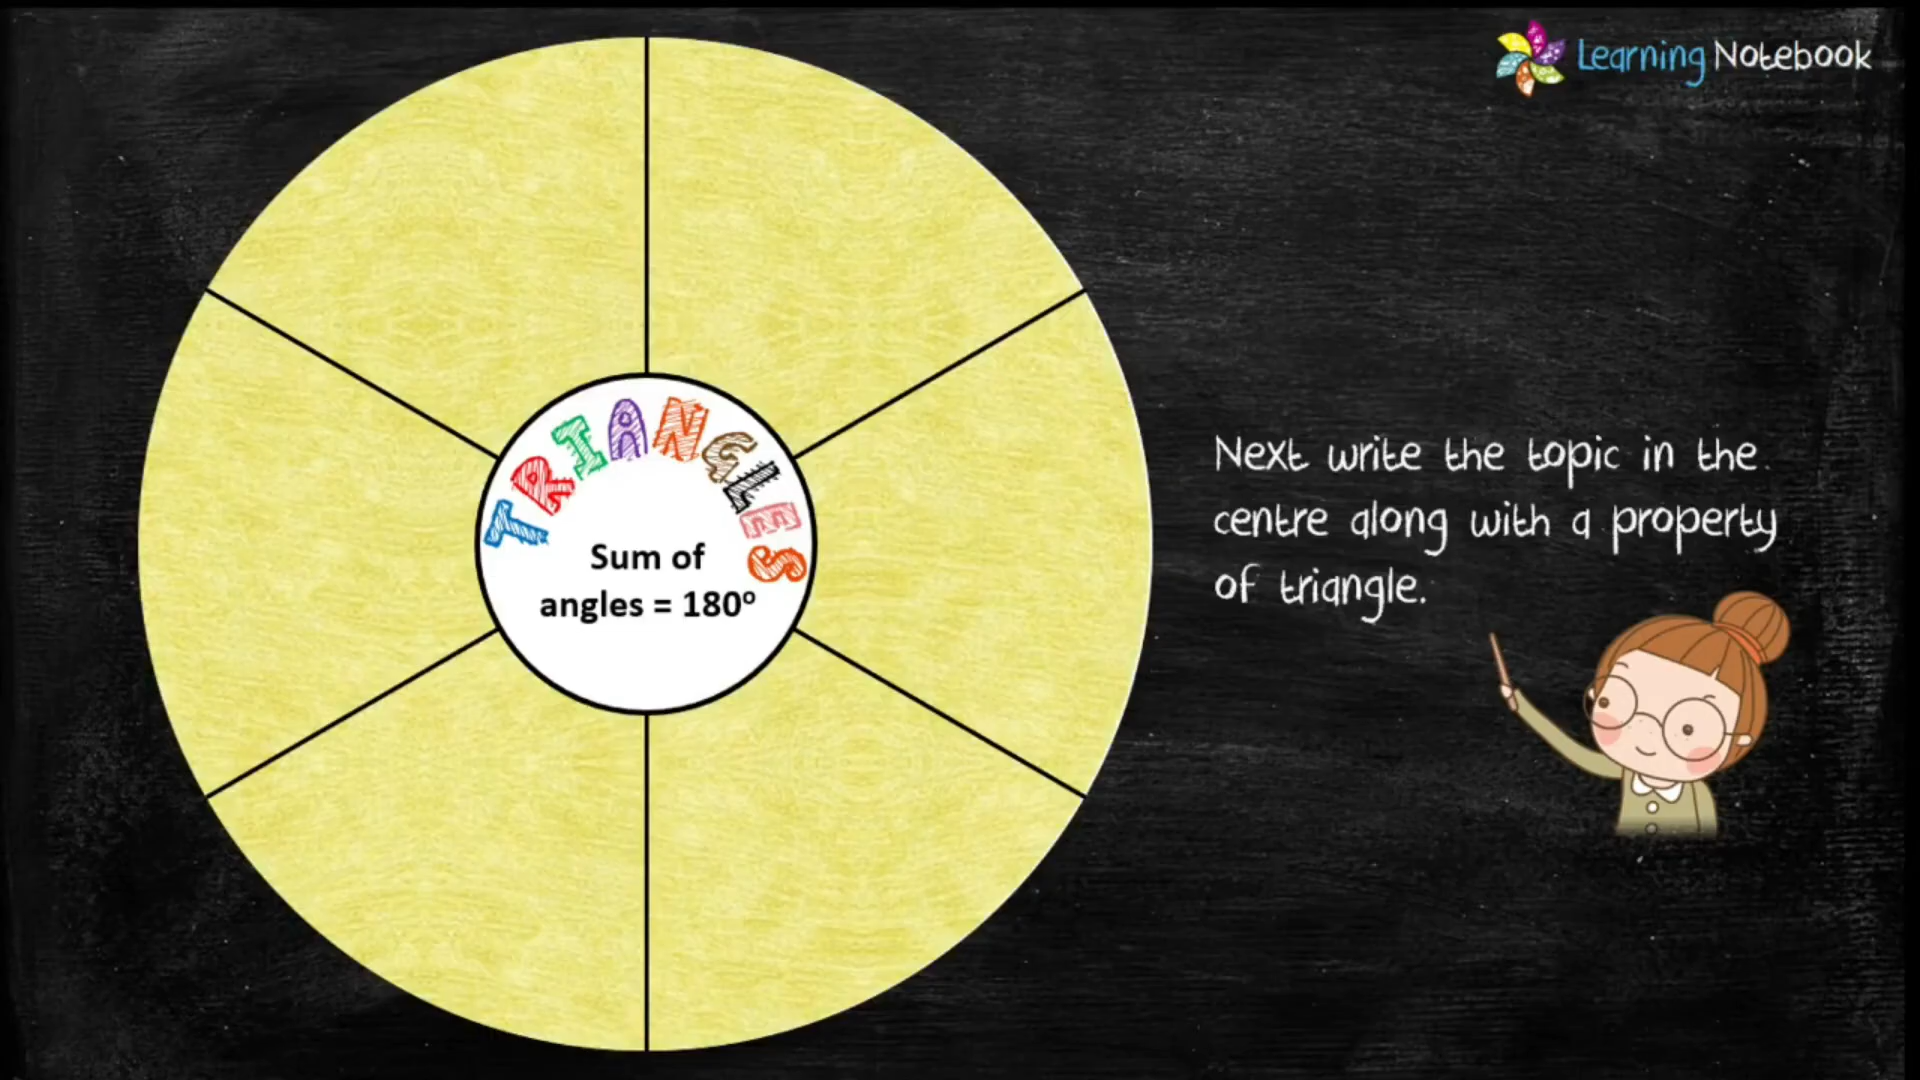 Learning Notebook
TRIANGLES
Sum of
angles = 180º
Next write the topic in the
centre along with a property
of triangle.